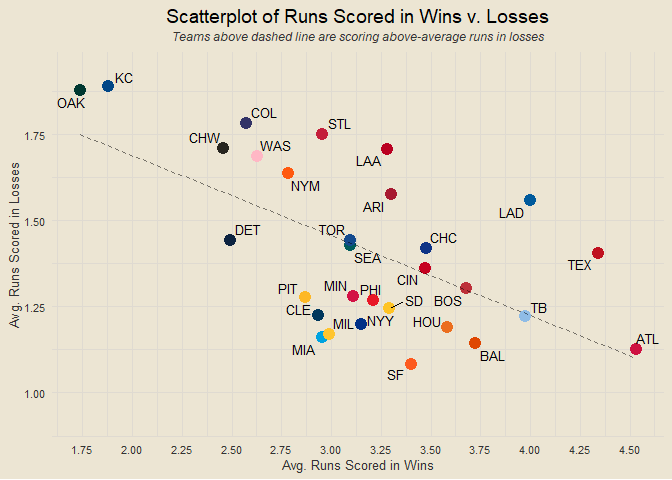 Scatterplot of Runs Scored in Wins v. Losses
Teams above dashed line are scoring above-average runs in losses
KC
OAK
COL
STL
CHW
WAS
LAA
NYM
ARI
LAD
DET
TOR
CHC
SEA
TEX
CIN
PIT
MIN
PHI
SD
BOS
CLE
TB
MIL
NYY
HOU
MIA
BAL
ATL
SF
1.75
1.50
1.25
1.00
Avg. Runs Scored in Losses
1.75 2.00 2.25 2.50 2.75 3.00 3.25 3.50 3.75 4.00 4.25 4.50
Avg. Runs Scored in Wins